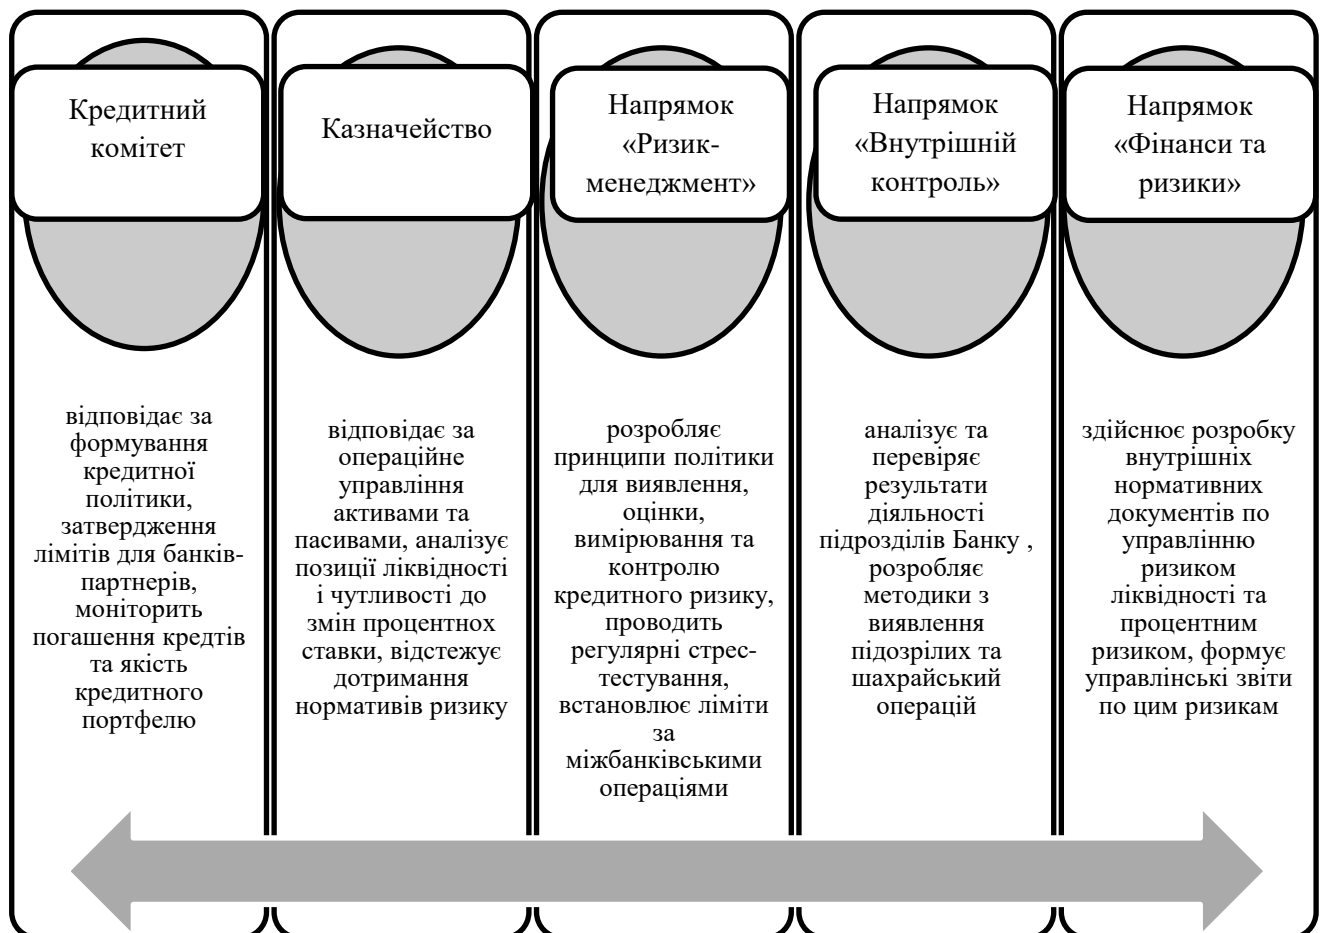 Кредитний
комітет
відповідає за
формування
кредитної
політики,
затвердження
лімітів для банків-
партнерів,
моніторить
погашення кредтів
та якість
кредитного
портфелю
Казначейство
відповідає за
операційне
управління
активами та
пасивами, аналізує
позиції ліквідності
і чутливості до
змін процентнох
ставки, відстежує
дотримання
нормативів ризику
Напрямок
«Ризик-
менеджмент»
розробляє
принципи політики
для виявлення,
оцінки,
вимірювання та
контролю
кредитного ризику,
проводить
регулярні стрес-
тестування,
встановлює ліміти
за
міжбанківськими
операціями
Напрямок
«Внутрішній
контроль»
аналізує та
перевіряє
результати
діяльності
підрозділів Банку ,
розробляє
методики з
виявлення
підозрілих та
шахрайський
операцій
Напрямок
«Фінанси та
ризики»
здійснює розробку
внутрішніх
нормативних
документів по
управлінню
ризиком
ліквідності та
процентним
ризиком, формує
управлінські звіти
по цим ризикам